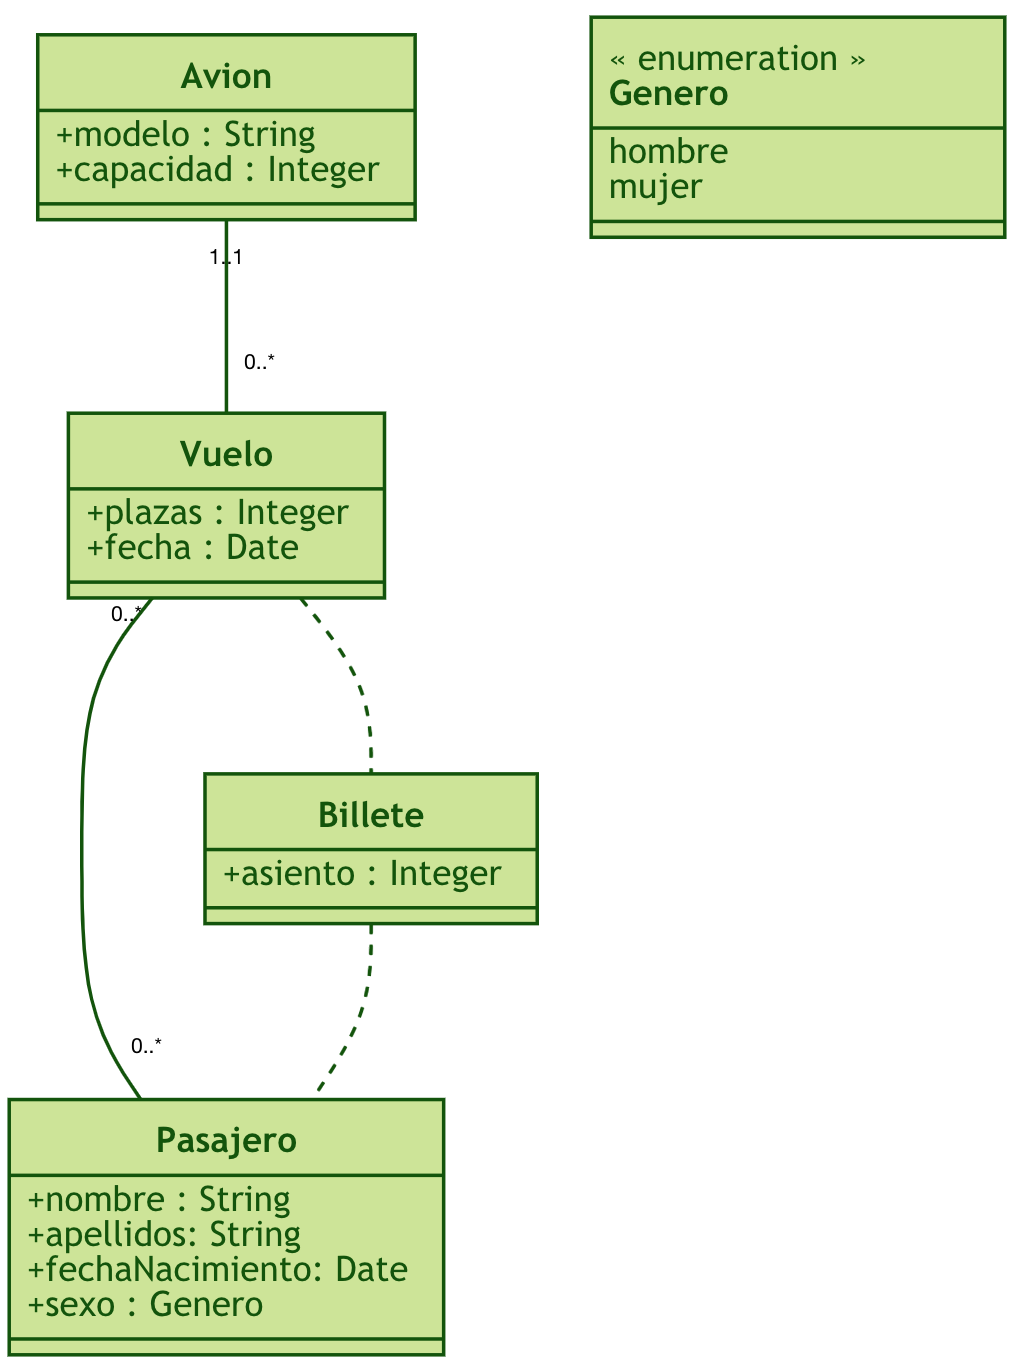 Avion
+modelo : String
+capacidad : Integer
« enumeration »
Genero
hombre
mujer
1..1
0..*
Vuelo
+plazas : Integer
+fecha : Date
0..*
Billete
+asiento : Integer
0..*
Pasajero
+nombre : String
+apellidos: String
+fechaNacimiento: Date
+sexo : Genero